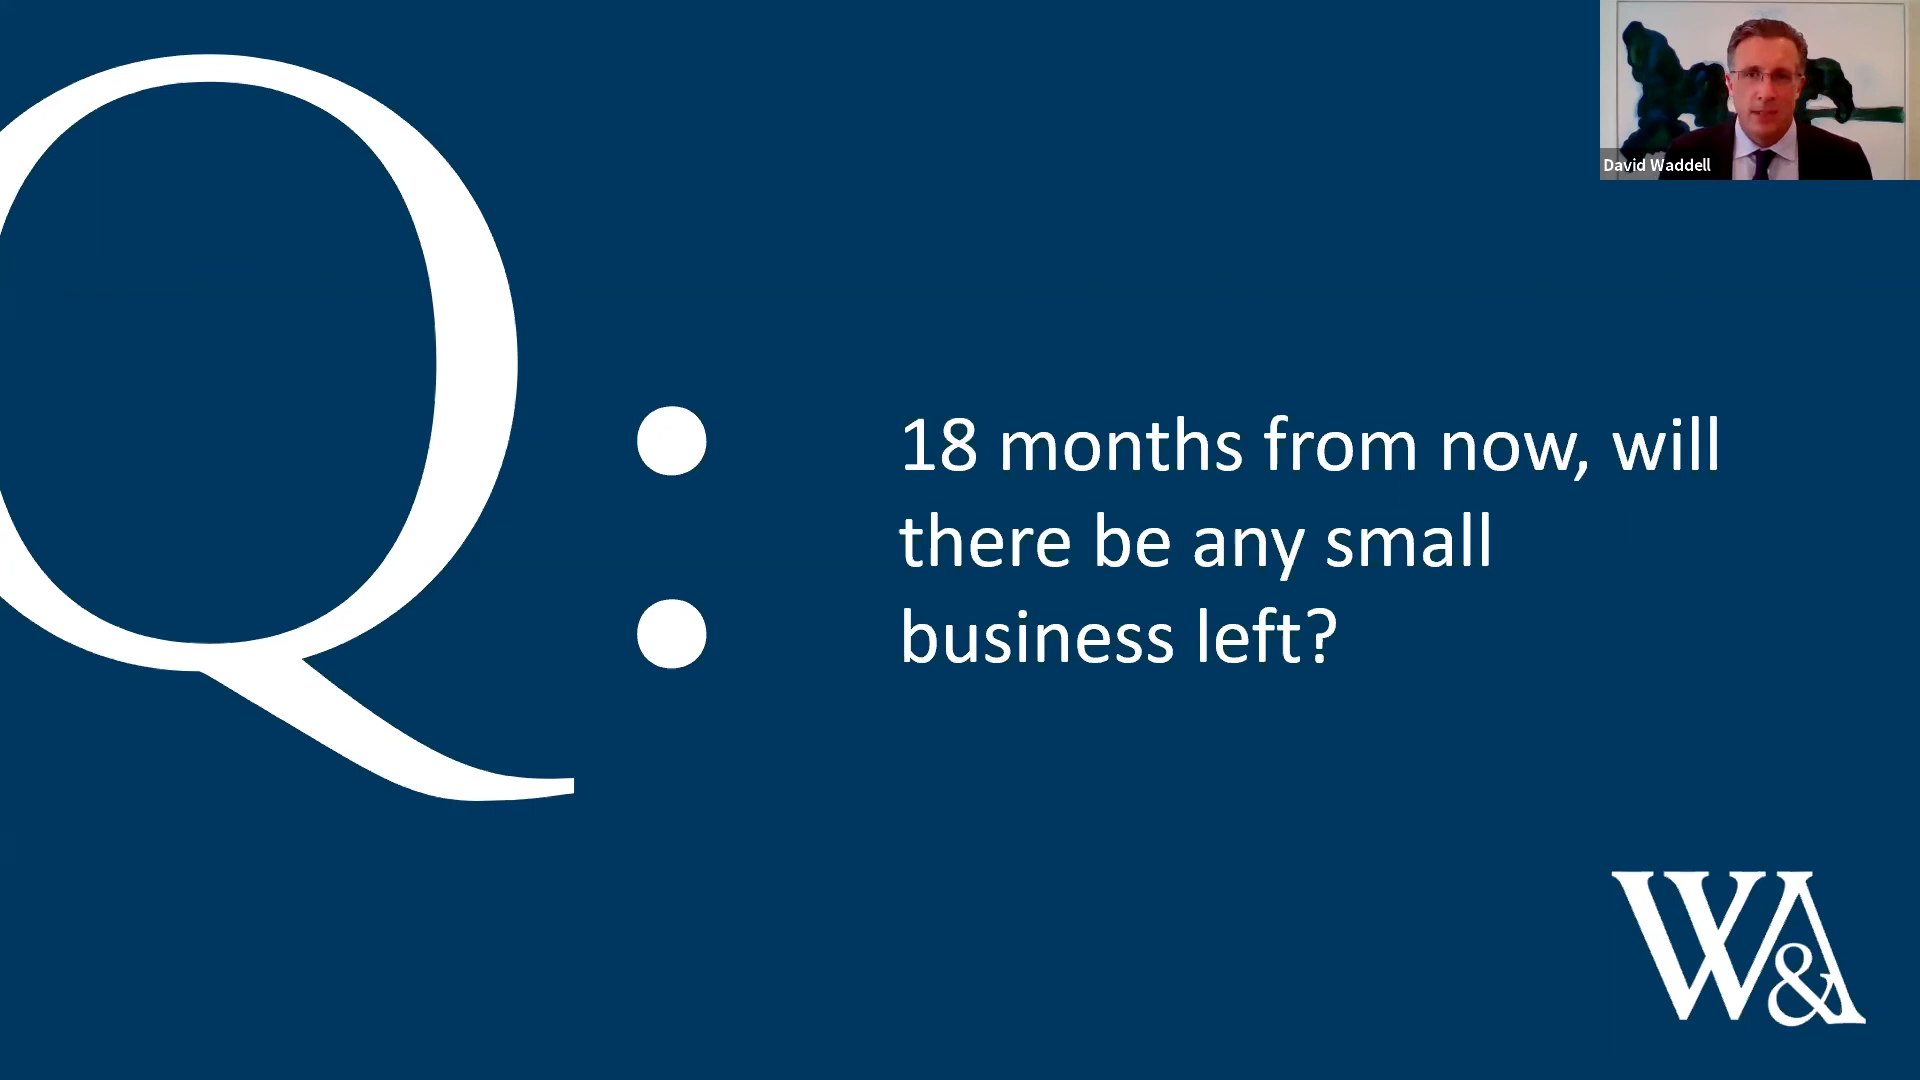 David Waddell
Q:
18 months from now, will
there be any small
business left?
W&A